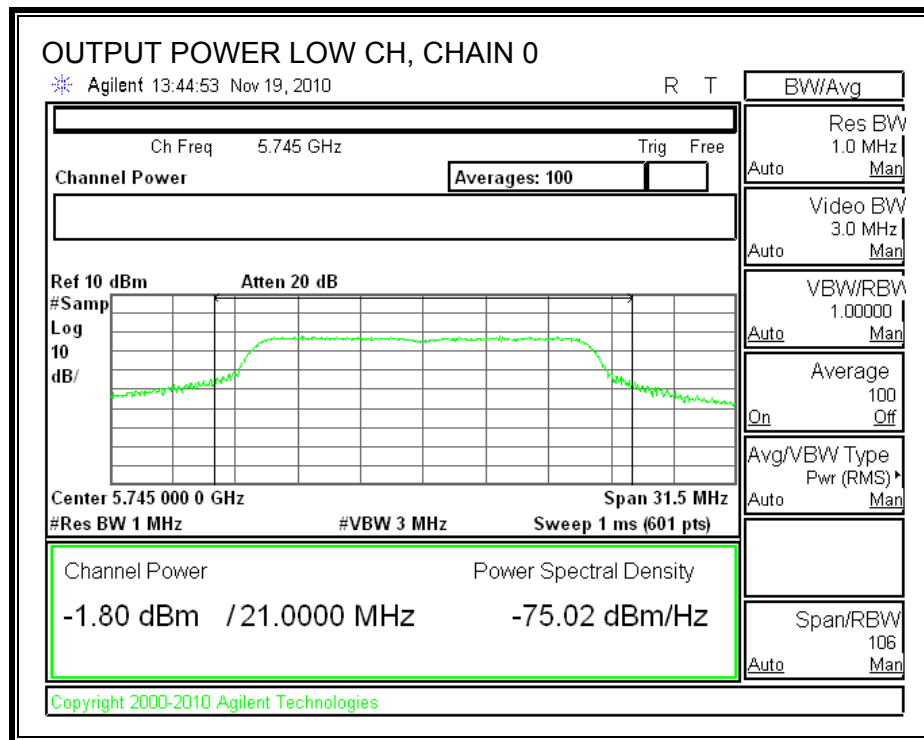 OUTPUT POWER LOW CH, CHAIN 0
Agilent 13:44:53 Nov 19, 2010 R T
BW/Avg
Ch Freq 5.745 GHz Trig Free
Channel Power Averages: 100
Res BW
1.0 MHz
Auto Man
Video BW
3.0 MHz
Auto Man
Ref 10 dBm Atten 20 dB
#Samp
Log
10
dB/
VBW/RBW
1.00000
Auto Man
Average
100
On Off
Avg/VBW Type
Pwr (RMS)
Auto Man
Center 5.745 000 0 GHz Span 31.5 MHz
#Res BW 1 MHz #VBW 3 MHz Sweep 1 ms (601 pts)
Channel Power Power Spectral Density
-1.80 dBm /21.0000 MHz -75.02 dBm/Hz
Span/RBW
106
Auto Man
Copyright 2000-2010 Agilent Technologies